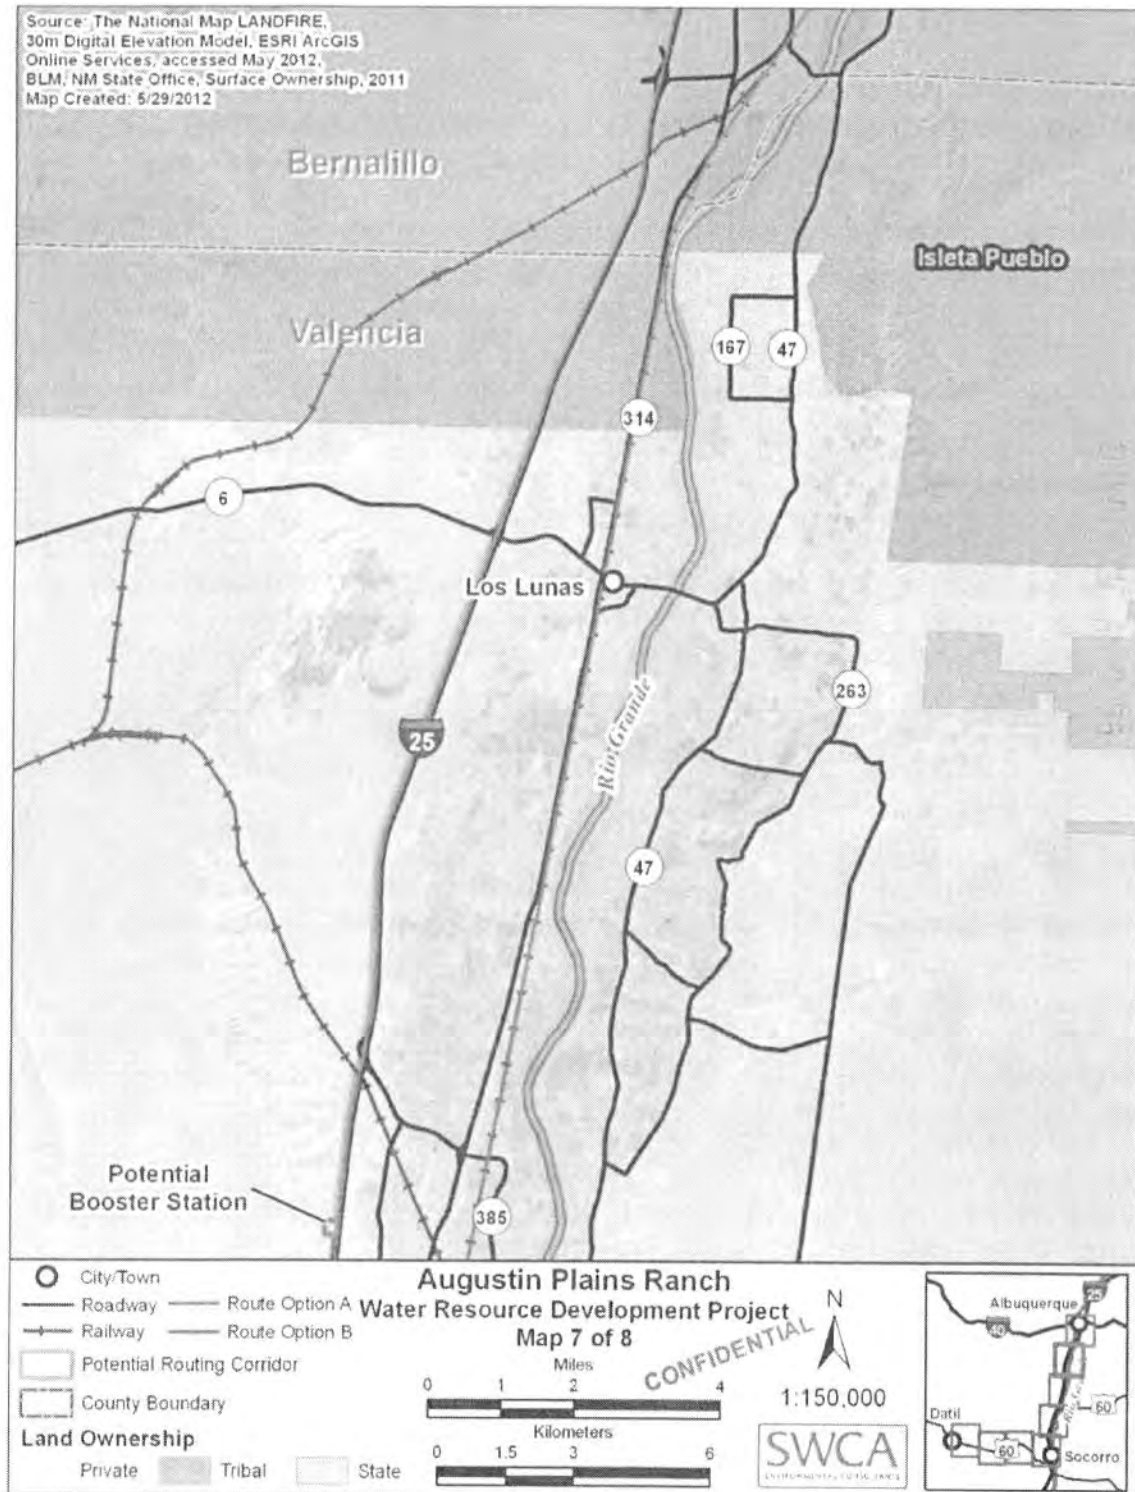 Source: The National Map LANDFIRE,
30m Digital Elevation Model, ESRI ArcGIS
Online Services, accessed May 2012,
BLM, NM State Office, Surface Ownership, 2011
Map Created: 5/29/2012
Bernalillo
Isleta Pueblo
Valencia
167
47
314
6
Los Lunas
263
25
Rio Grande
47
Potential
Booster Station
385
City/Town
Roadway
Railway
Route Option A
Route Option B
Potential Routing Corridor
County Boundary
Land Ownership
Private
Tribal
State
Augustin Plains Ranch
Water Resource Development Project
Map 7 of 8
CONFIDENTIAL
Miles
0 1 2 4
Kilometers
0 1.5 3 6
N
1:150,000
SWCA
25
Albuquerque
40
60
Datil
60
Socorro